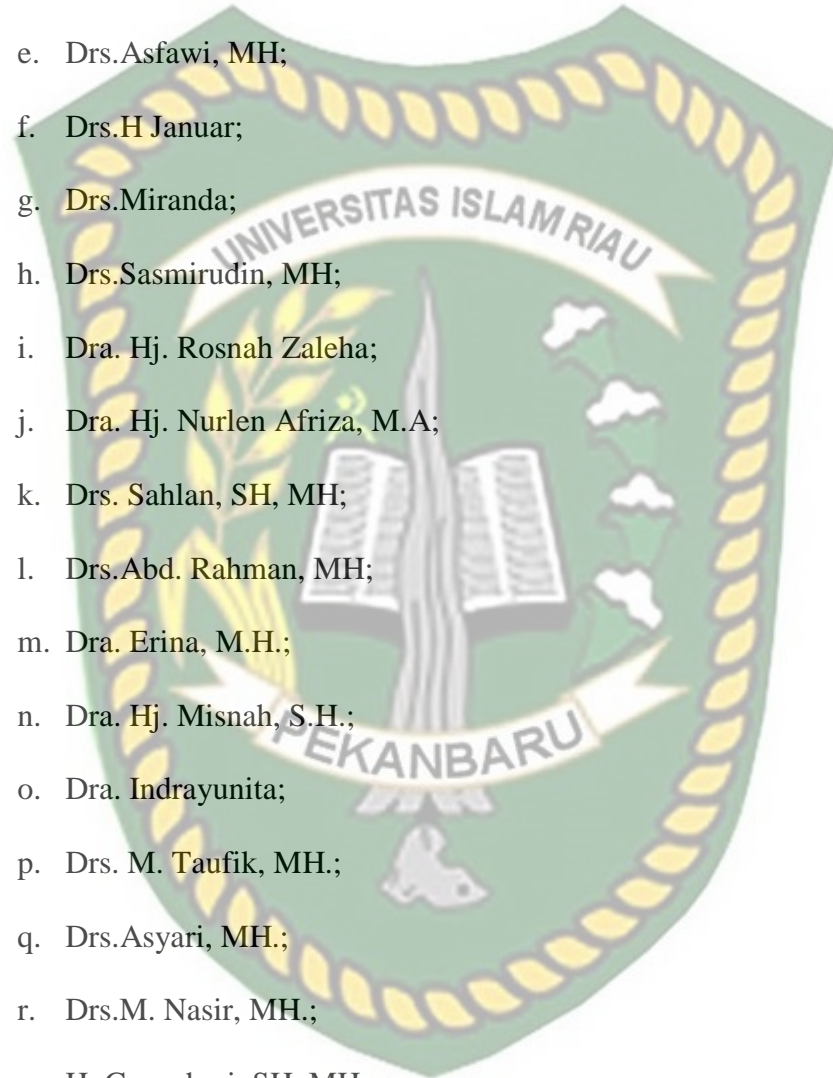 e. Drs.Asfawi, MH;
f. Drs.H Januar;
g. Drs.Miranda;
UNIVERSITAS ISLAM RIAU
h. Drs.Sasmirudin, MH;
i. Dra. Hj. Rosnah Zaleha;
j. Dra. Hj. Nurlen Afriza, M.A;
k. Drs. Sahlan, SH, MH;
l. Drs.Abd. Rahman, MH;
m. Dra. Erina, M.H.;
n. Dra. Hj. Misnah, S.H.;
PEKANBARU
o. Dra. Indrayunita;
p. Drs. M. Taufik, MH.;
q. Drs.Asyari, MH.;
r. Drs.M. Nasir, MH.;